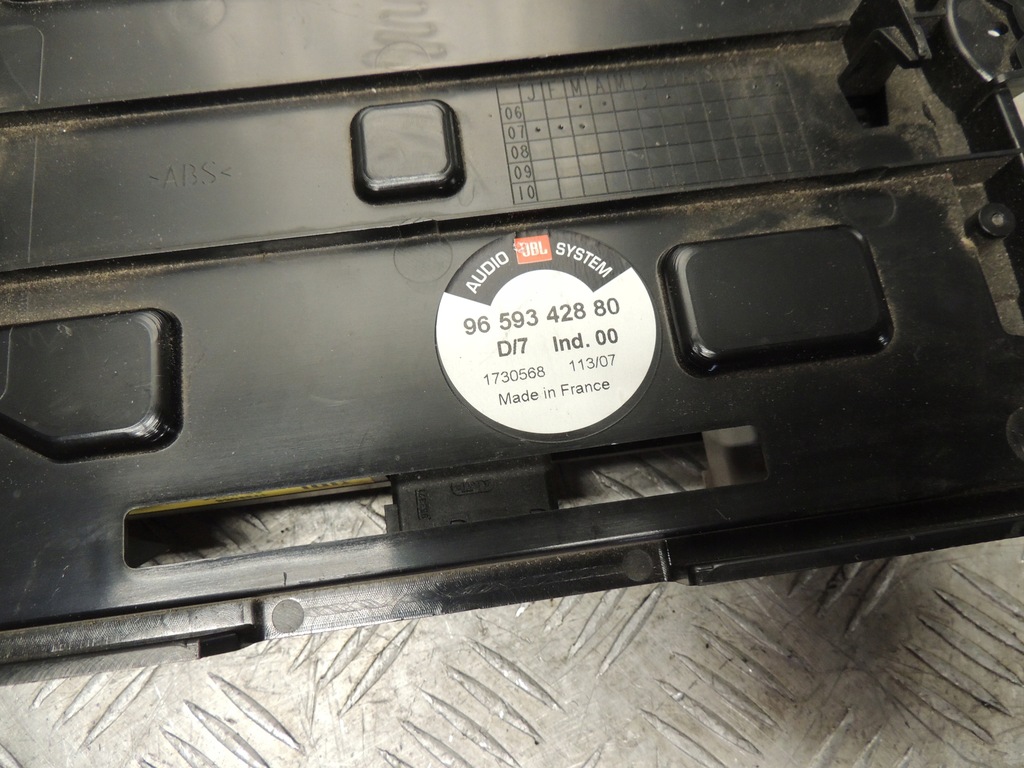 J F M A M
06
07
08
09
10
>ABS<
AUDIO JBL SYSTEM
96 593 428 80
D/7 Ind. 00
1730568 113/07
Made in France